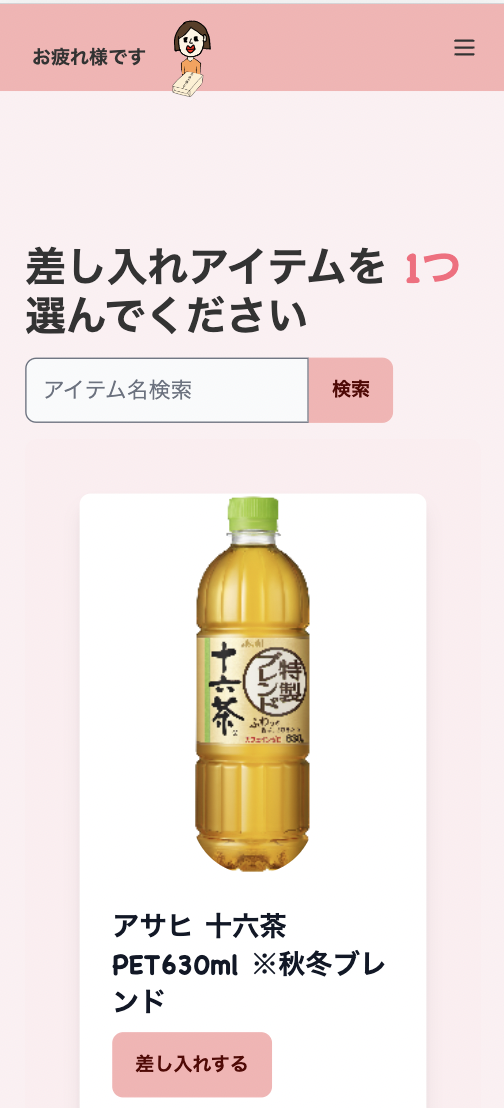 お疲れ様です
差し入れアイテムを 1つ
選んでください
アイテム名検索
検索
十六茶
特製
ブレンド
アサヒ 十六茶
PET630ml ※秋冬ブレ
ンド
差し入れする